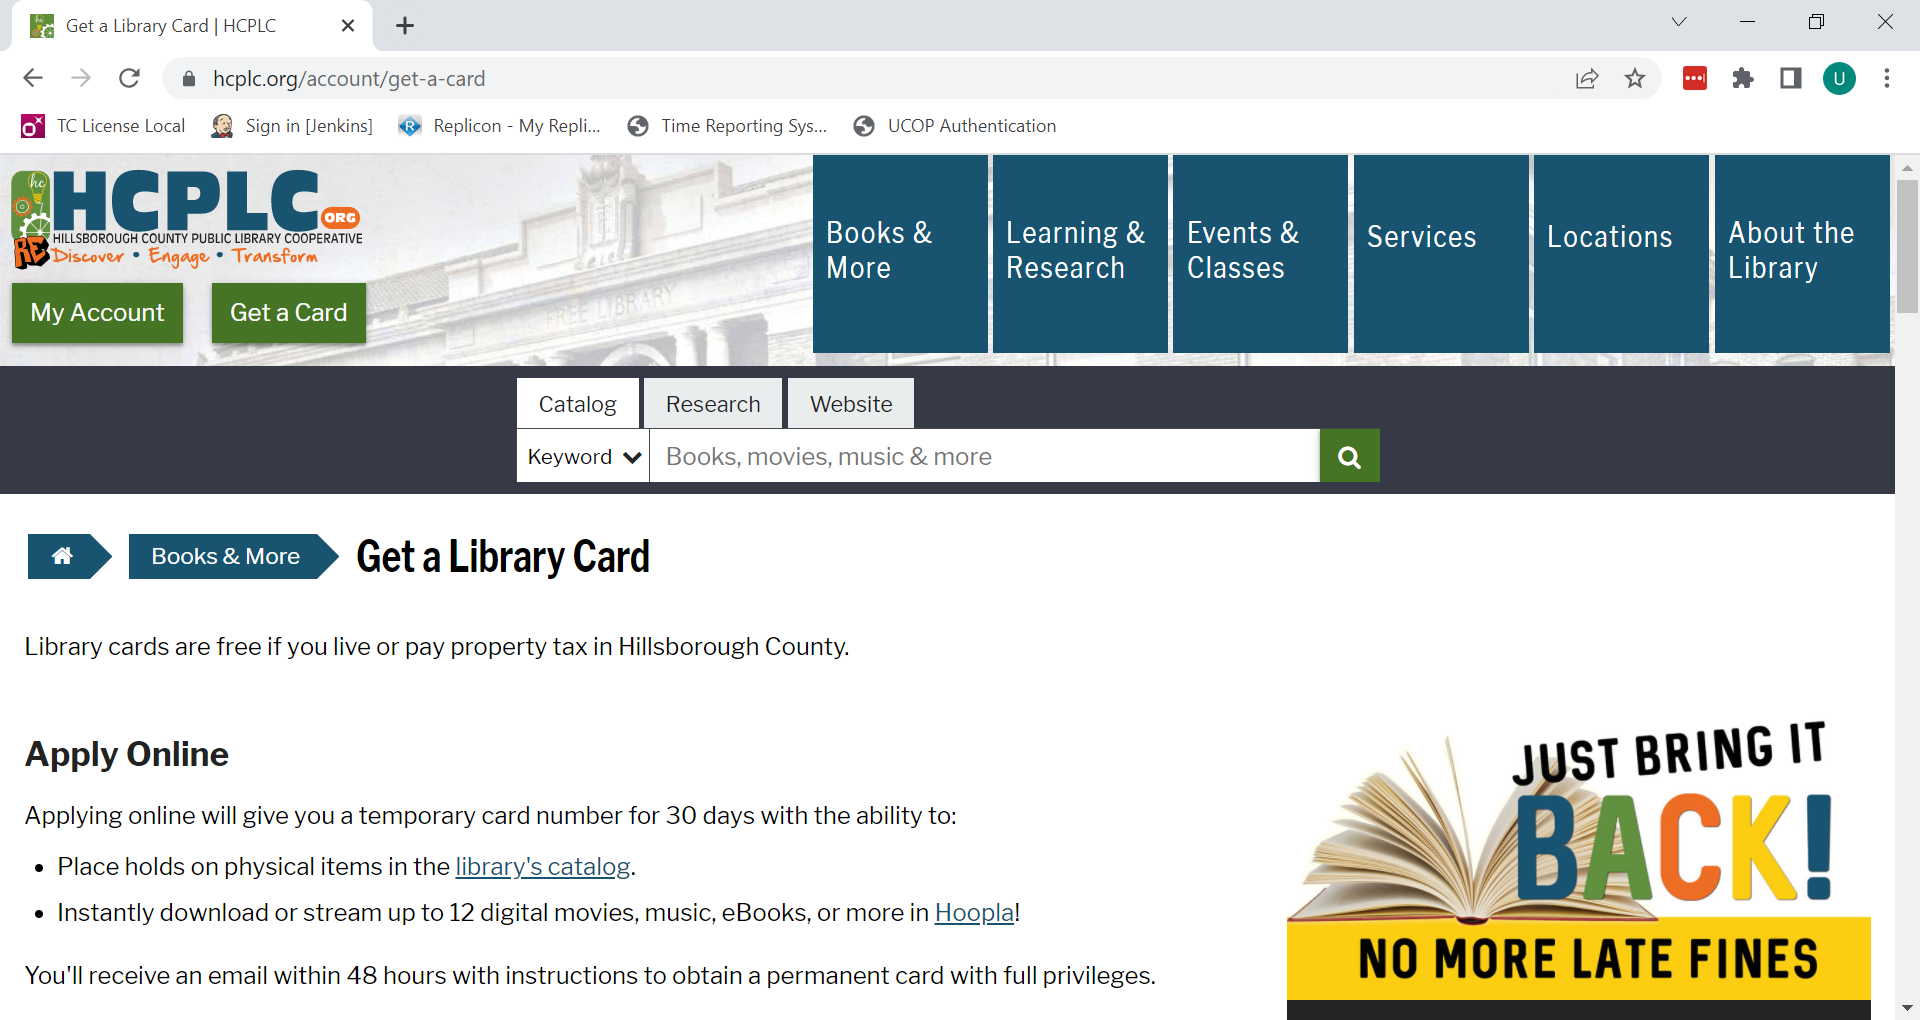 Get a Library Card | HCPLC
hcplc.org/account/get-a-card
U
TC License Local
Sign in [Jenkins]
Replicon - My Repli...
Time Reporting Sys...
UCOP Authentication
hc
HCPLC
ORG
HILLSBOROUGH COUNTY PUBLIC LIBRARY COOPERATIVE
RE Discover • Engage • Transform
My Account
Get a Card
FREE LIBRARY
Books &
More
Learning &
Research
Events &
Classes
Services
Locations
About the
Library
Catalog
Research
Website
Keyword
Books, movies, music & more
Books & More
Get a Library Card
Library cards are free if you live or pay property tax in Hillsborough County.
Apply Online
Applying online will give you a temporary card number for 30 days with the ability to:
• Place holds on physical items in the library's catalog.
• Instantly download or stream up to 12 digital movies, music, eBooks, or more in Hoopla!
You'll receive an email within 48 hours with instructions to obtain a permanent card with full privileges.
JUST BRING IT
BACK!
NO MORE LATE FINES